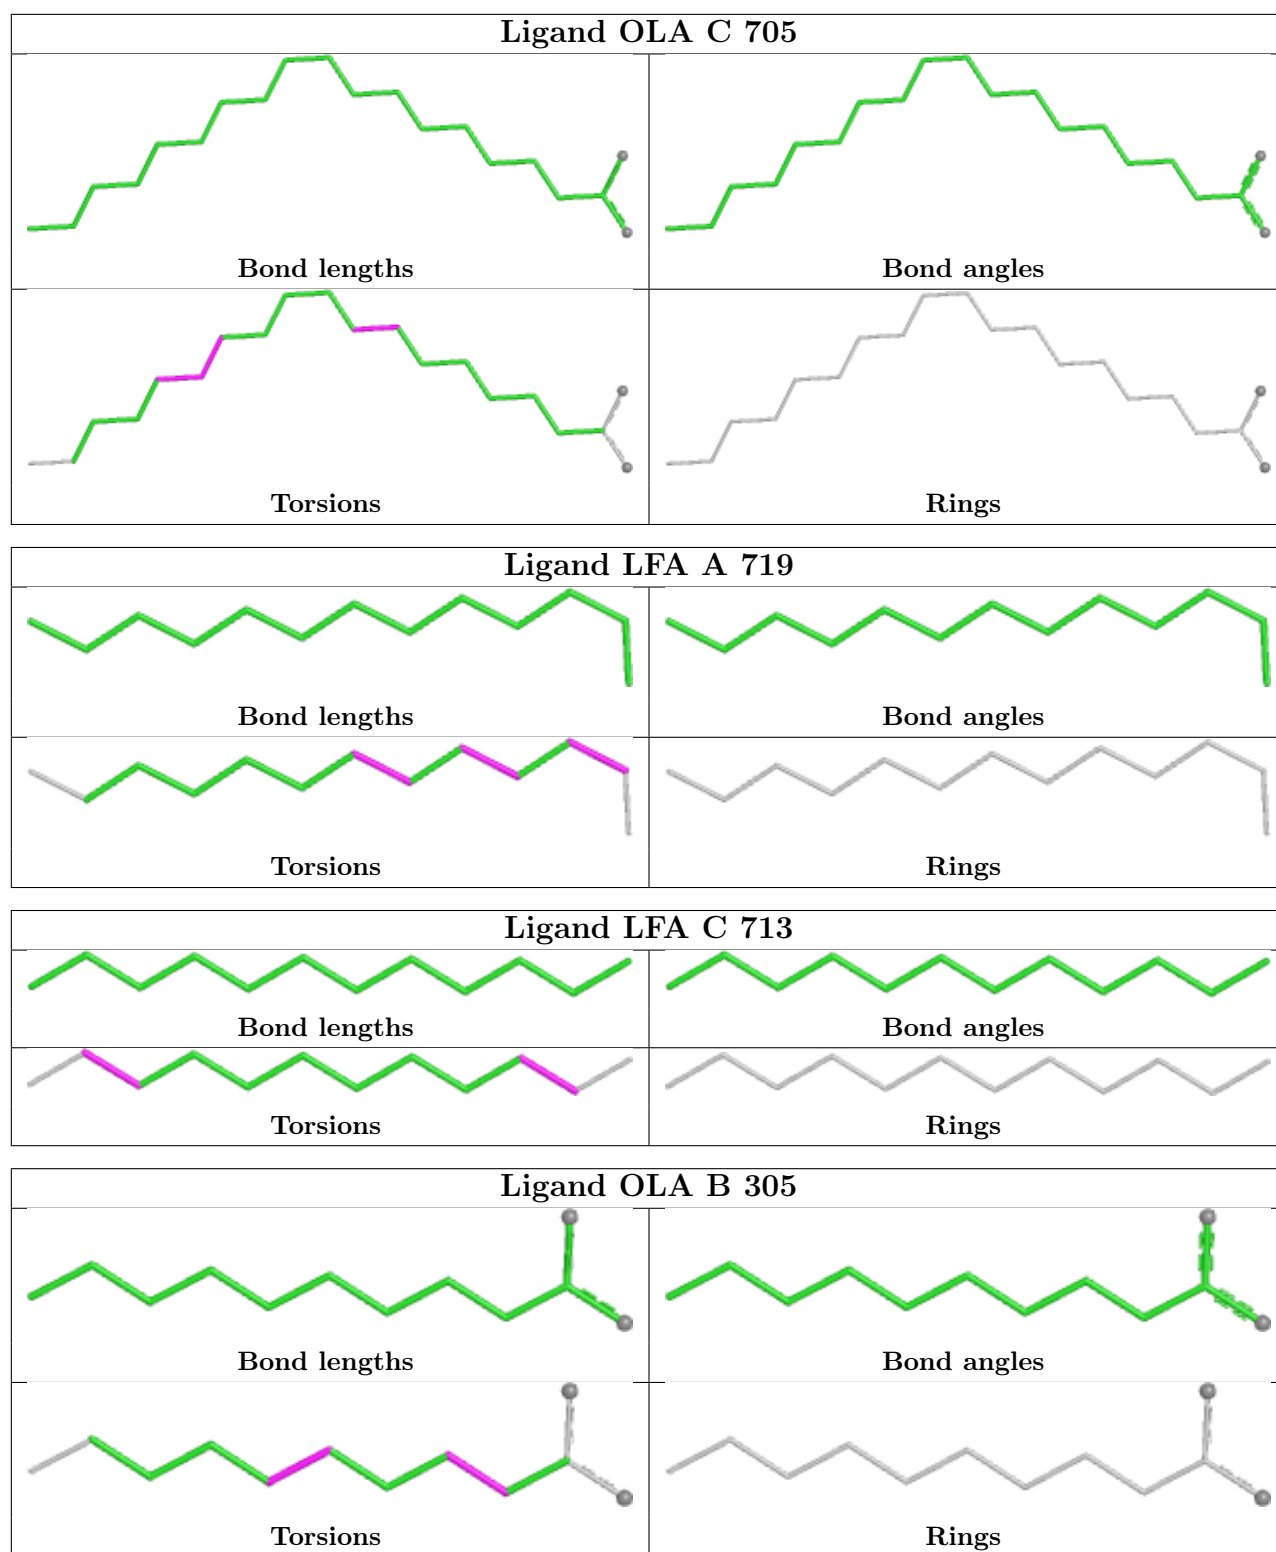 Ligand OLA C 705
Bond lengths
Bond angles
Torsions
Rings
Ligand LFA A 719
Bond lengths
Bond angles
Torsions
Rings
Ligand LFA C 713
Bond lengths
Bond angles
Torsions
Rings
Ligand OLA B 305
Bond lengths
Bond angles
Torsions
Rings